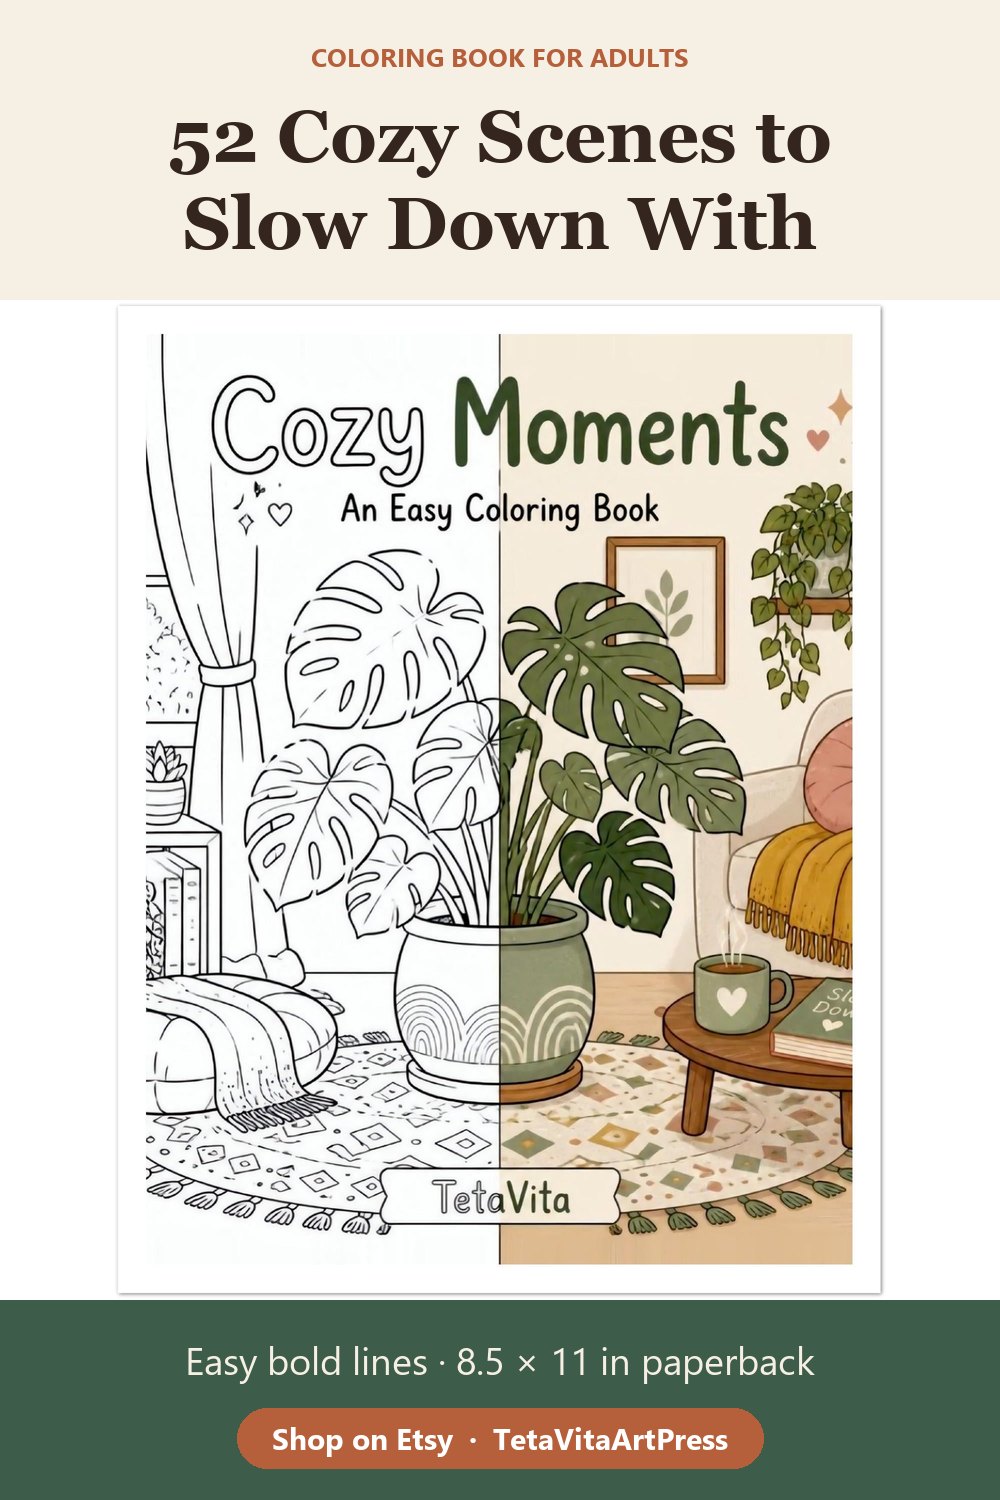 COLORING BOOK FOR ADULTS
52 Cozy Scenes to
Slow Down With
Cozy Moments
An Easy Coloring Book
TetaVita
Easy bold lines · 8.5 × 11 in paperback
Shop on Etsy · TetaVitaArtPress